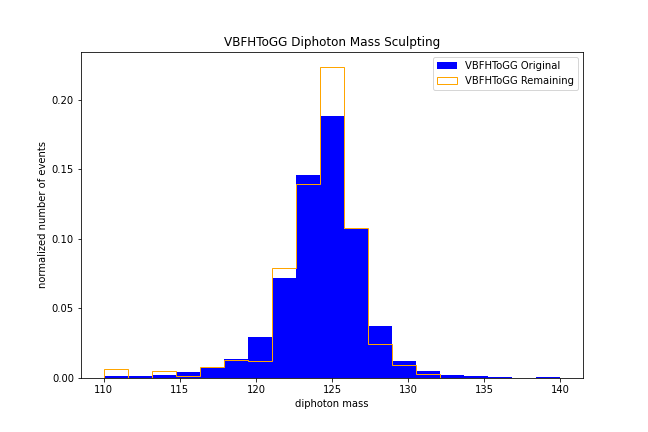 VBFHToGG Diphoton Mass Sculpting
VBFHToGG Original
VBFHToGG Remaining
normalized number of events
0.20
0.15
0.10
0.05
0.00
110 115 120 125 130 135 140
diphoton mass